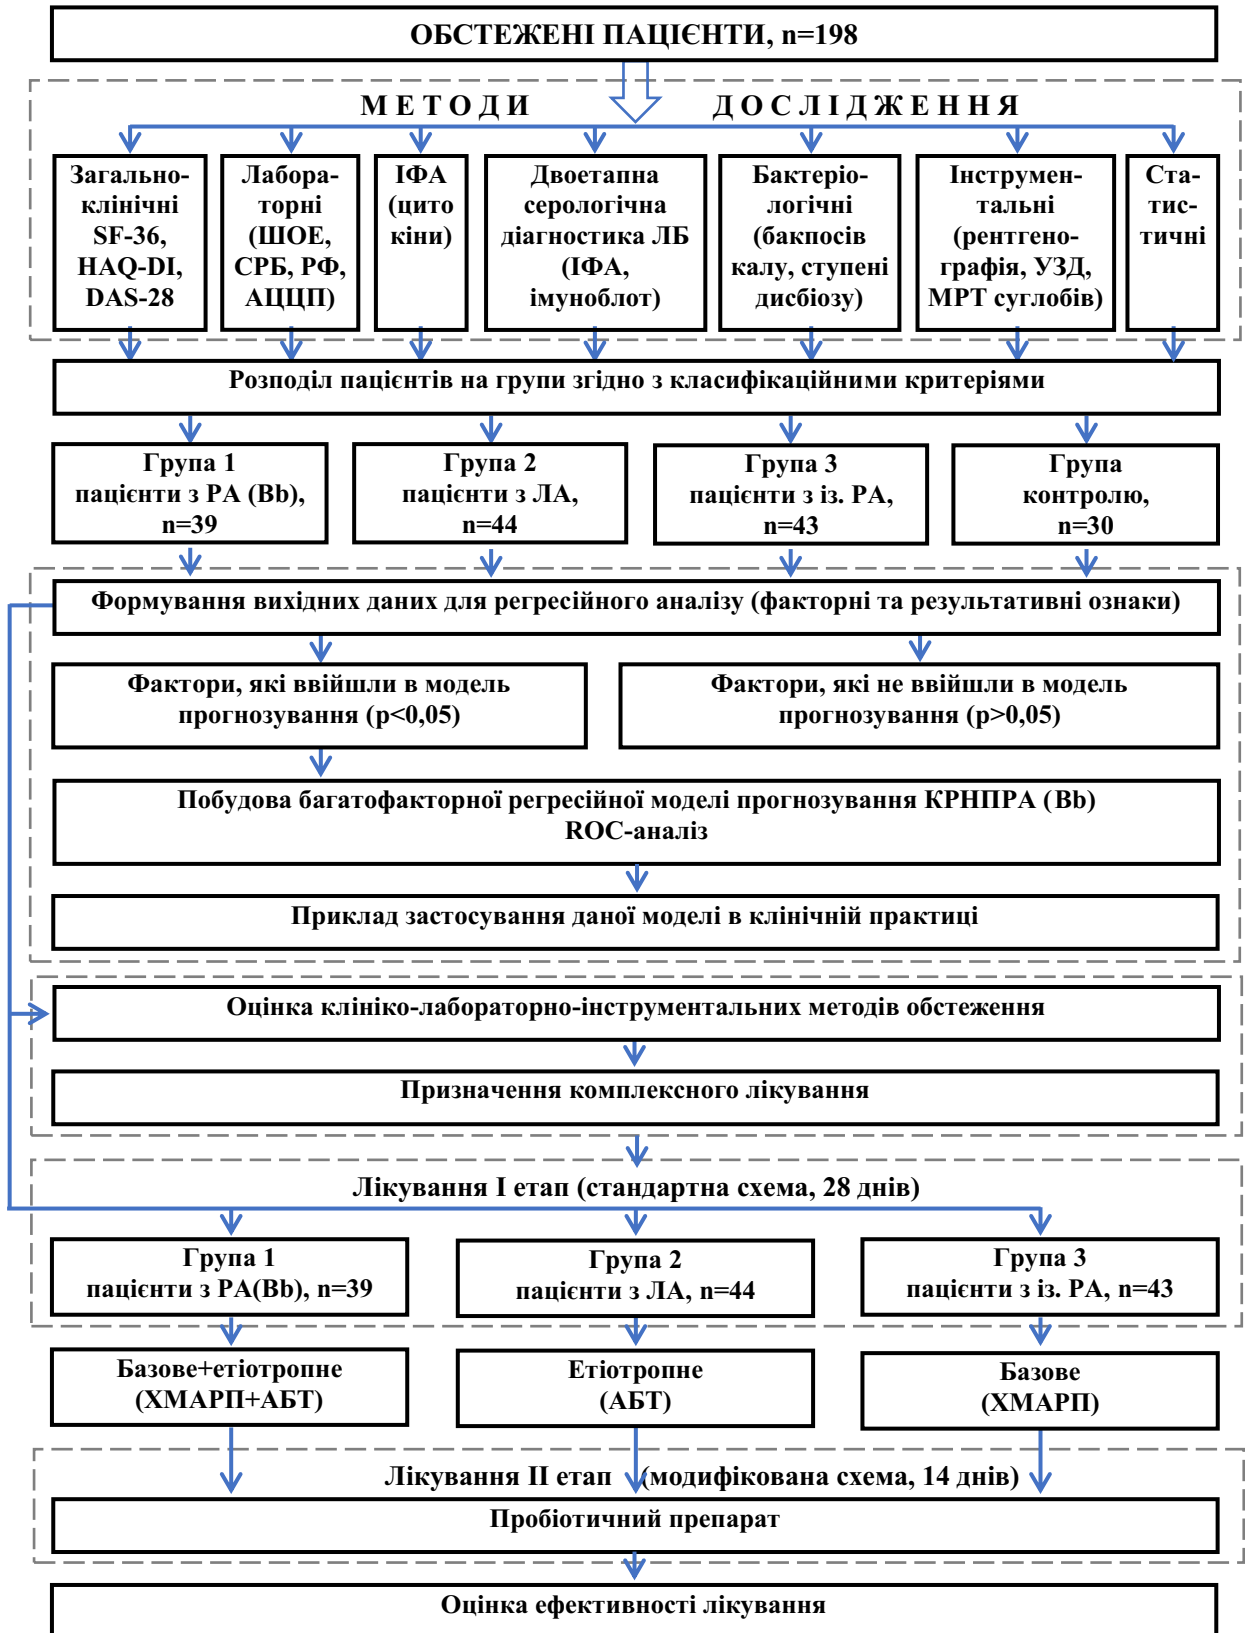 ОБСТЕЖЕНІ ПАЦІЄНТИ, n=198
МЕТОДИ ДОСЛІДЖЕННЯ
Загально-
клінічні
SF-36,
HAQ-DI,
DAS-28
Лабора-
торні
(ШОЕ,
СРБ, РФ,
АЦЦП)
ІФА
(цито
кіни)
Двоетапна
серологічна
діагностика ЛБ
(ІФА,
імуноблот)
Бактеріо-
логічні
(бакпосів
калу, ступені
дисбіозу)
Інструмен-
тальні
(рентгено-
графія, УЗД,
МРТ суглобів)
Ста-
тис-
тичні
Розподіл пацієнтів на групи згідно з класифікаційними критеріями
Група 1
пацієнти з РА (Bb),
n=39
Група 2
пацієнти з ЛА,
n=44
Група 3
пацієнти з із. РА,
n=43
Група
контролю,
n=30
Формування вихідних даних для регресійного аналізу (факторні та результативні ознаки)
Фактори, які ввійшли в модель
прогнозування (р<0,05)
Фактори, які не ввійшли в модель
прогнозування (р>0,05)
Побудова багатофакторної регресійної моделі прогнозування КРНПРА (Bb)
ROC-аналіз
Приклад застосування даної моделі в клінічній практиці
Оцінка клініко-лабораторно-інструментальних методів обстеження
Призначення комплексного лікування
Лікування І етап (стандартна схема, 28 днів)
Група 1
пацієнти з РА(Bb), n=39
Група 2
пацієнти з ЛА, n=44
Група 3
пацієнти з із. РА, n=43
Базове+етіотропне
(ХМАРП+АБТ)
Етіотропне
(АБТ)
Базове
(ХМАРП)
Лікування ІІ етап (модифікована схема, 14 днів)
Пробіотичний препарат
Оцінка ефективності лікування